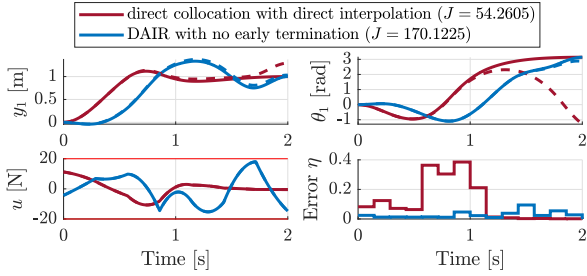 direct collocation with direct interpolation (J = 54.2605)
DAIR with no early termination (J = 170.1225)
y₁ [m]
1
0.5
0
0 1 2
θ₁ [rad]
3
2
1
0
-1
0 1 2
u [N]
20
0
-20
0 1 2
Time [s]
Error η
0.4
0.2
0
0 1 2
Time [s]